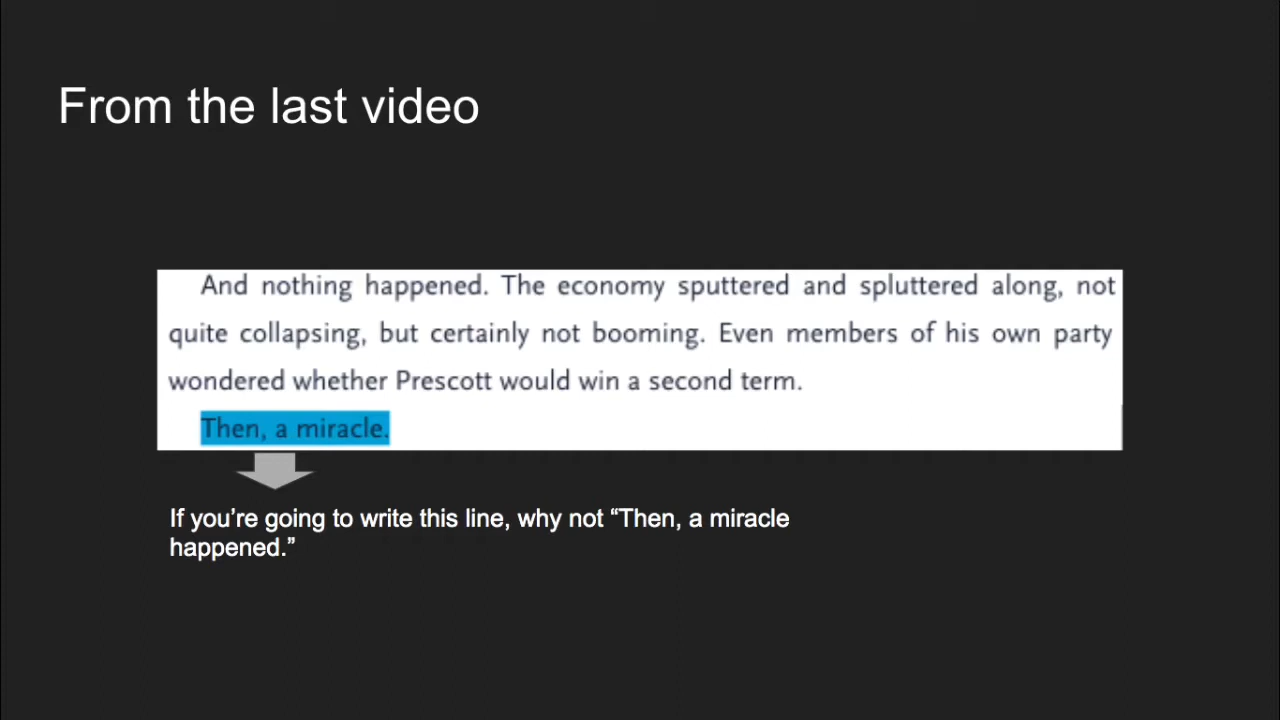 From the last video
And nothing happened. The economy sputtered and spluttered along, not
quite collapsing, but certainly not booming. Even members of his own party
wondered whether Prescott would win a second term.
Then, a miracle.
If you’re going to write this line, why not “Then, a miracle
happened.”